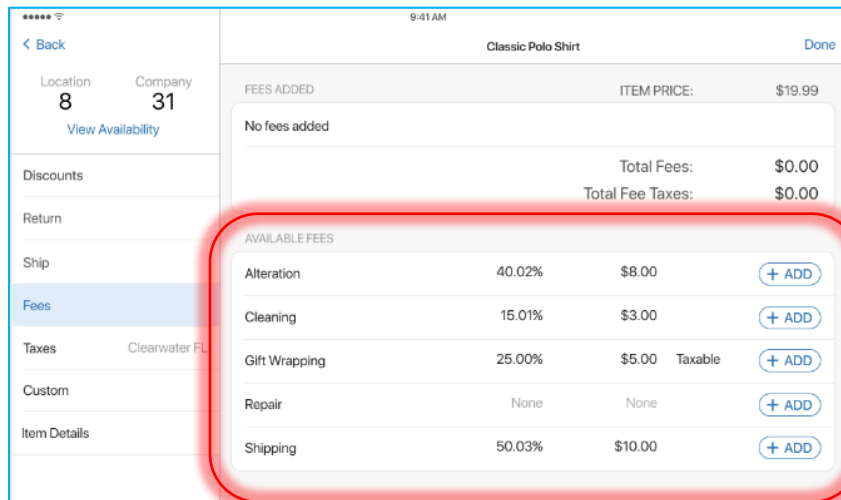 9:41 AM
Back
Classic Polo Shirt
Done
Location
Company
8
31
View Availability
Discounts
Return
Ship
Fees
Taxes
Clearwater FL
Custom
Item Details
FEES ADDED
ITEM PRICE:
$19.99
No fees added
Total Fees:
$0.00
Total Fee Taxes:
$0.00
AVAILABLE FEES
Alteration
40.02%
$8.00
+ ADD
Cleaning
15.01%
$3.00
+ ADD
Gift Wrapping
25.00%
$5.00
Taxable
+ ADD
Repair
None
None
+ ADD
Shipping
50.03%
$10.00
+ ADD